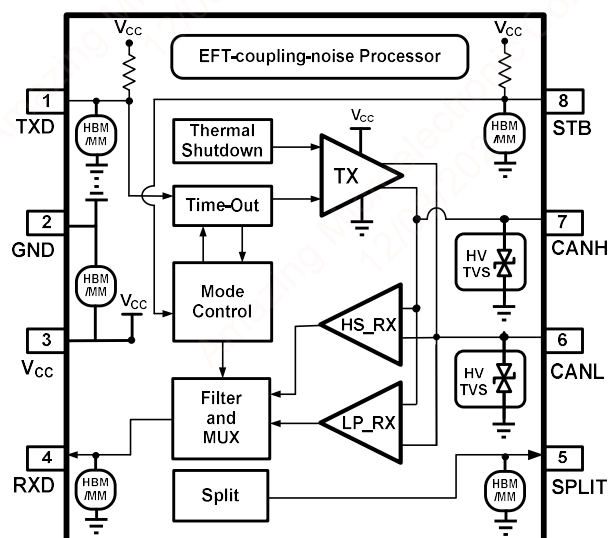 VCC
VCC
EFT-coupling-noise Processor
1
TXD
HBM
/MM
8
STB
HBM
/MM
Thermal
Shutdown
VCC
TX
Time-Out
2
GND
7
CANH
HV
TVS
HBM
/MM
VCC
Mode
Control
HS_RX
3
VCC
6
CANL
HV
TVS
Filter
and
MUX
LP_RX
4
RXD
HBM
/MM
Split
5
SPLIT
HBM
/MM